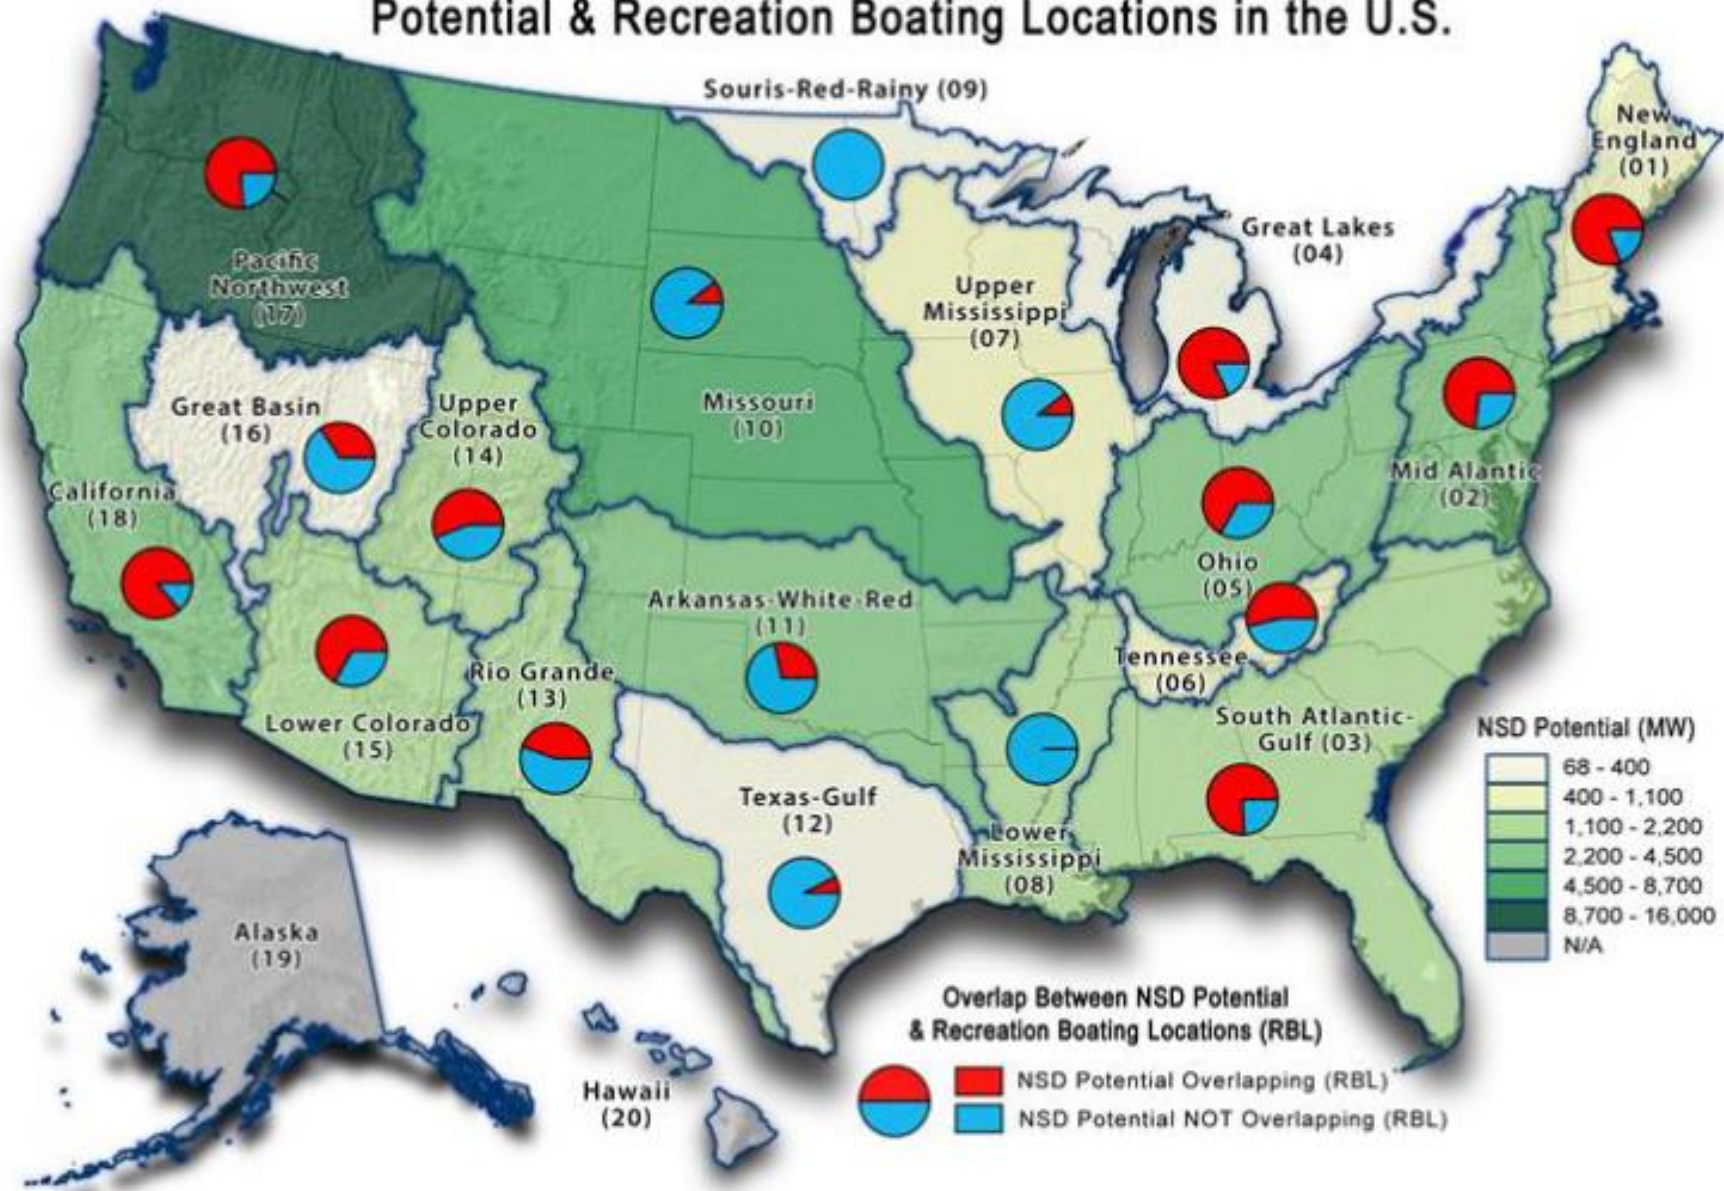 Potential & Recreation Boating Locations in the U.S.
Souris-Red-Rainy (09)
New
England
(01)
Great Lakes
(04)
Pacific
Northwest
(17)
Upper
Mississippi
(07)
Great Basin
(16)
Upper
Colorado
(14)
Missouri
(10)
California
(18)
Mid Alantic
(02)
Ohio
(05)
Arkansas-White-Red
(11)
Tennessee
(06)
Rio Grande
(13)
Lower Colorado
(15)
South Atlantic-
Gulf (03)
Texas-Gulf
(12)
Lower
Mississippi
(08)
Alaska
(19)
Hawaii
(20)
NSD Potential (MW)
68 - 400
400 - 1,100
1,100 - 2,200
2,200 - 4,500
4,500 - 8,700
8,700 - 16,000
N/A
Overlap Between NSD Potential
& Recreation Boating Locations (RBL)
NSD Potential Overlapping (RBL)
NSD Potential NOT Overlapping (RBL)